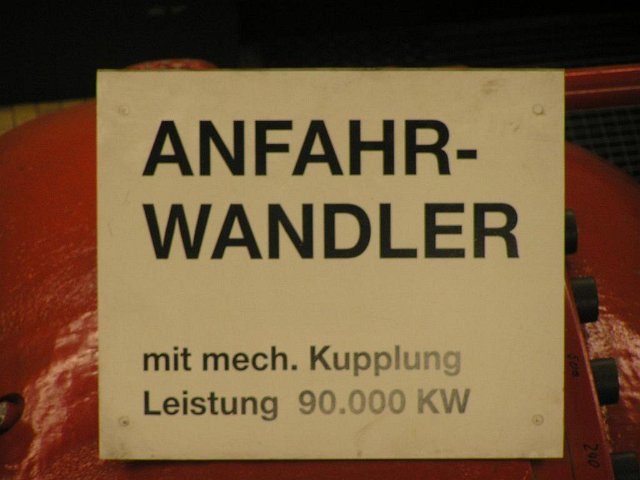 ANFAHR-
WANDLER
mit mech. Kupplung
Leistung 90.000 KW